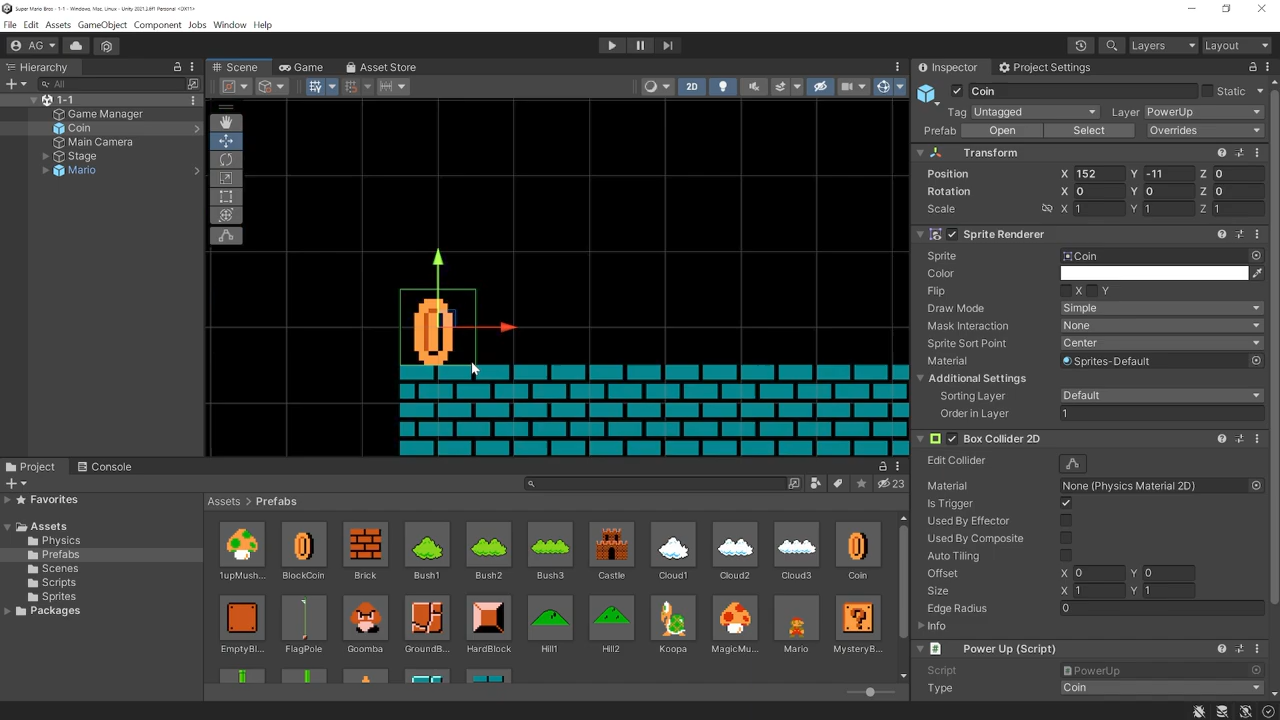 Super Mario Bros - 1-1 - Windows, Mac, Linux - Unity 2021.3.6f1 Personal <DX11>
File Edit Assets GameObject Component Jobs Window Help
AG Layers Layout
Hierarchy Scene Game Asset Store Inspector Project Settings
All
2D
1-1
Game Manager
Coin
Main Camera
Stage
Mario
Coin Static
Tag Untagged Layer PowerUp
Prefab Open Select Overrides
Transform
Position X 152 Y -11 Z 0
Rotation X 0 Y 0 Z 0
Scale X 1 Y 1 Z 1
Sprite Renderer
Sprite Coin
Color
Flip X Y
Draw Mode Simple
Mask Interaction None
Sprite Sort Point Center
Material Sprites-Default
Additional Settings
Sorting Layer Default
Order in Layer 1
Box Collider 2D
Edit Collider
Material None (Physics Material 2D)
Is Trigger
Used By Effector
Used By Composite
Auto Tiling
Offset X 0 Y 0
Size X 1 Y 1
Edge Radius 0
Info
Power Up (Script)
Script PowerUp
Type Coin
Project Console
23
Favorites
Assets
Physics
Prefabs
Scenes
Scripts
Sprites
Packages
Assets > Prefabs
1upMush... BlockCoin Brick Bush1 Bush2 Bush3 Castle Cloud1 Cloud2 Cloud3 Coin
EmptyBl... FlagPole Goomba GroundB... HardBlock Hill1 Hill2 Koopa MagicMu... Mario MysteryB...